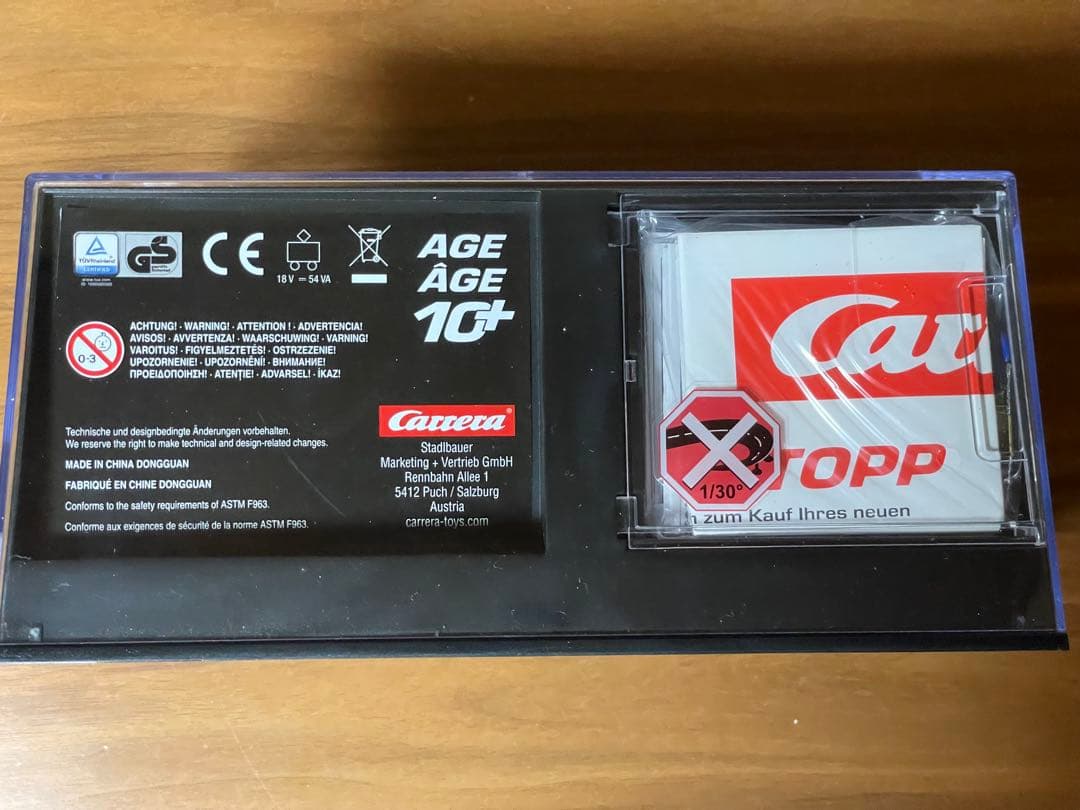 TÜVRheinland
GS
geprüfte
Sicherheit
CE
18 V ⎓ 54 VA
AGE
ÂGE
10+
0-3
ACHTUNG! · WARNING! · ATTENTION ! · ADVERTENCIA!
AVISOS! · AVVERTENZA! · WAARSCHUWING! · VARNING!
VAROITUS! · FIGYELMEZTETÉS! · OSTRZEZENIE!
UPOZORNENIE! · UPOZORNĚNÍ! · ВНИМАНИЕ!
ΠΡΟΕΙΔΟΠΟΙΗΣΗ! · ATENŢIE! · ADVARSEL! · İKAZ!
Technische und designbedingte Änderungen vorbehalten.
We reserve the right to make technical and design-related changes.
MADE IN CHINA DONGGUAN
FABRIQUÉ EN CHINE DONGGUAN
Conforms to the safety requirements of ASTM F963.
Conforme aux exigences de sécurité de la norme ASTM F963.
Carrera®
Stadlbauer
Marketing + Vertrieb GmbH
Rennbahn Allee 1
5412 Puch / Salzburg
Austria
carrera-toys.com
Car
TOPP
1/30°
n zum Kauf Ihres neuen